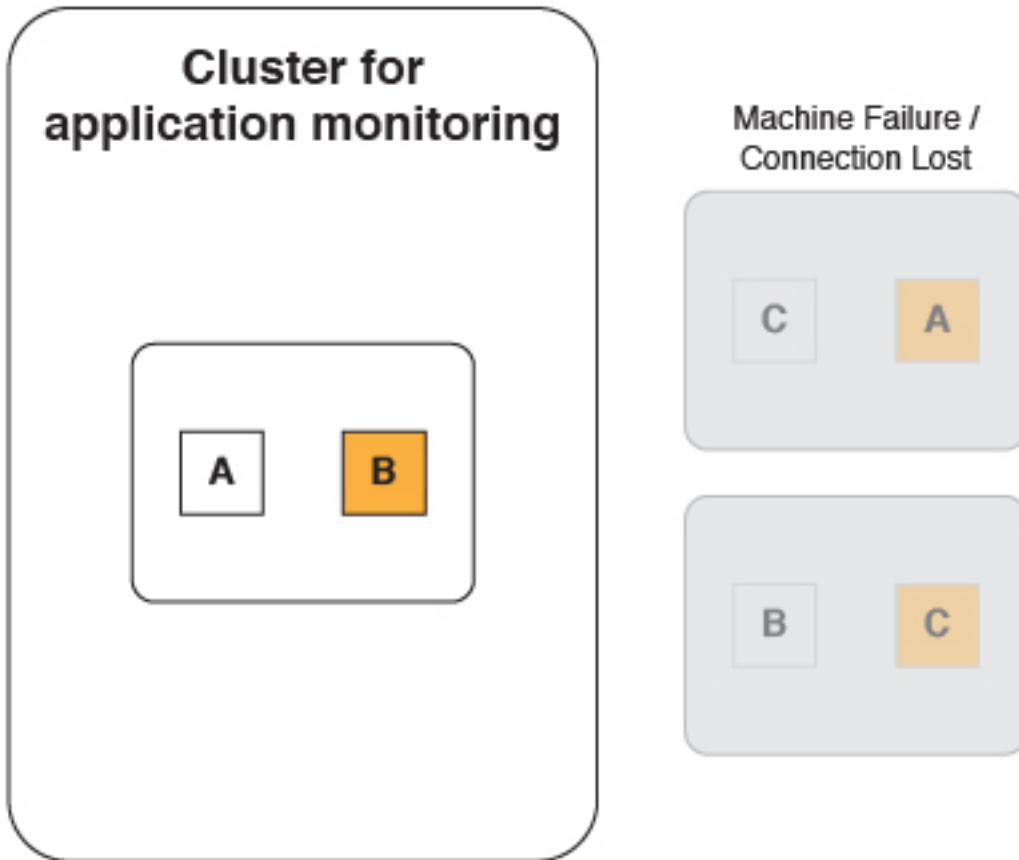 Cluster for
application monitoring
Machine Failure /
Connection Lost
C A
A B
B C